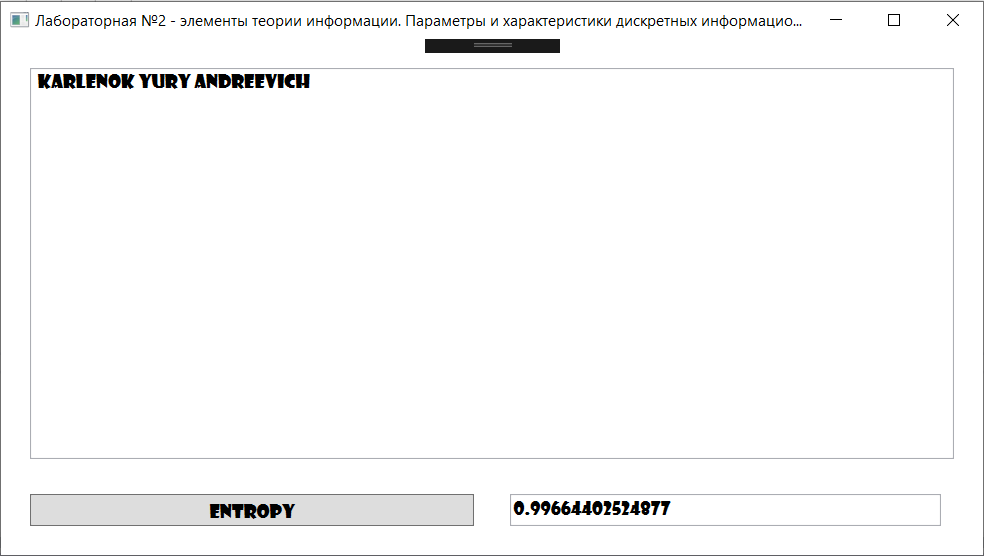 Лабораторная №2 - элементы теории информации. Параметры и характеристики дискретных информацио...
KARLENOK YURY ANDREEVICH
ENTROPY
0.99664402524877